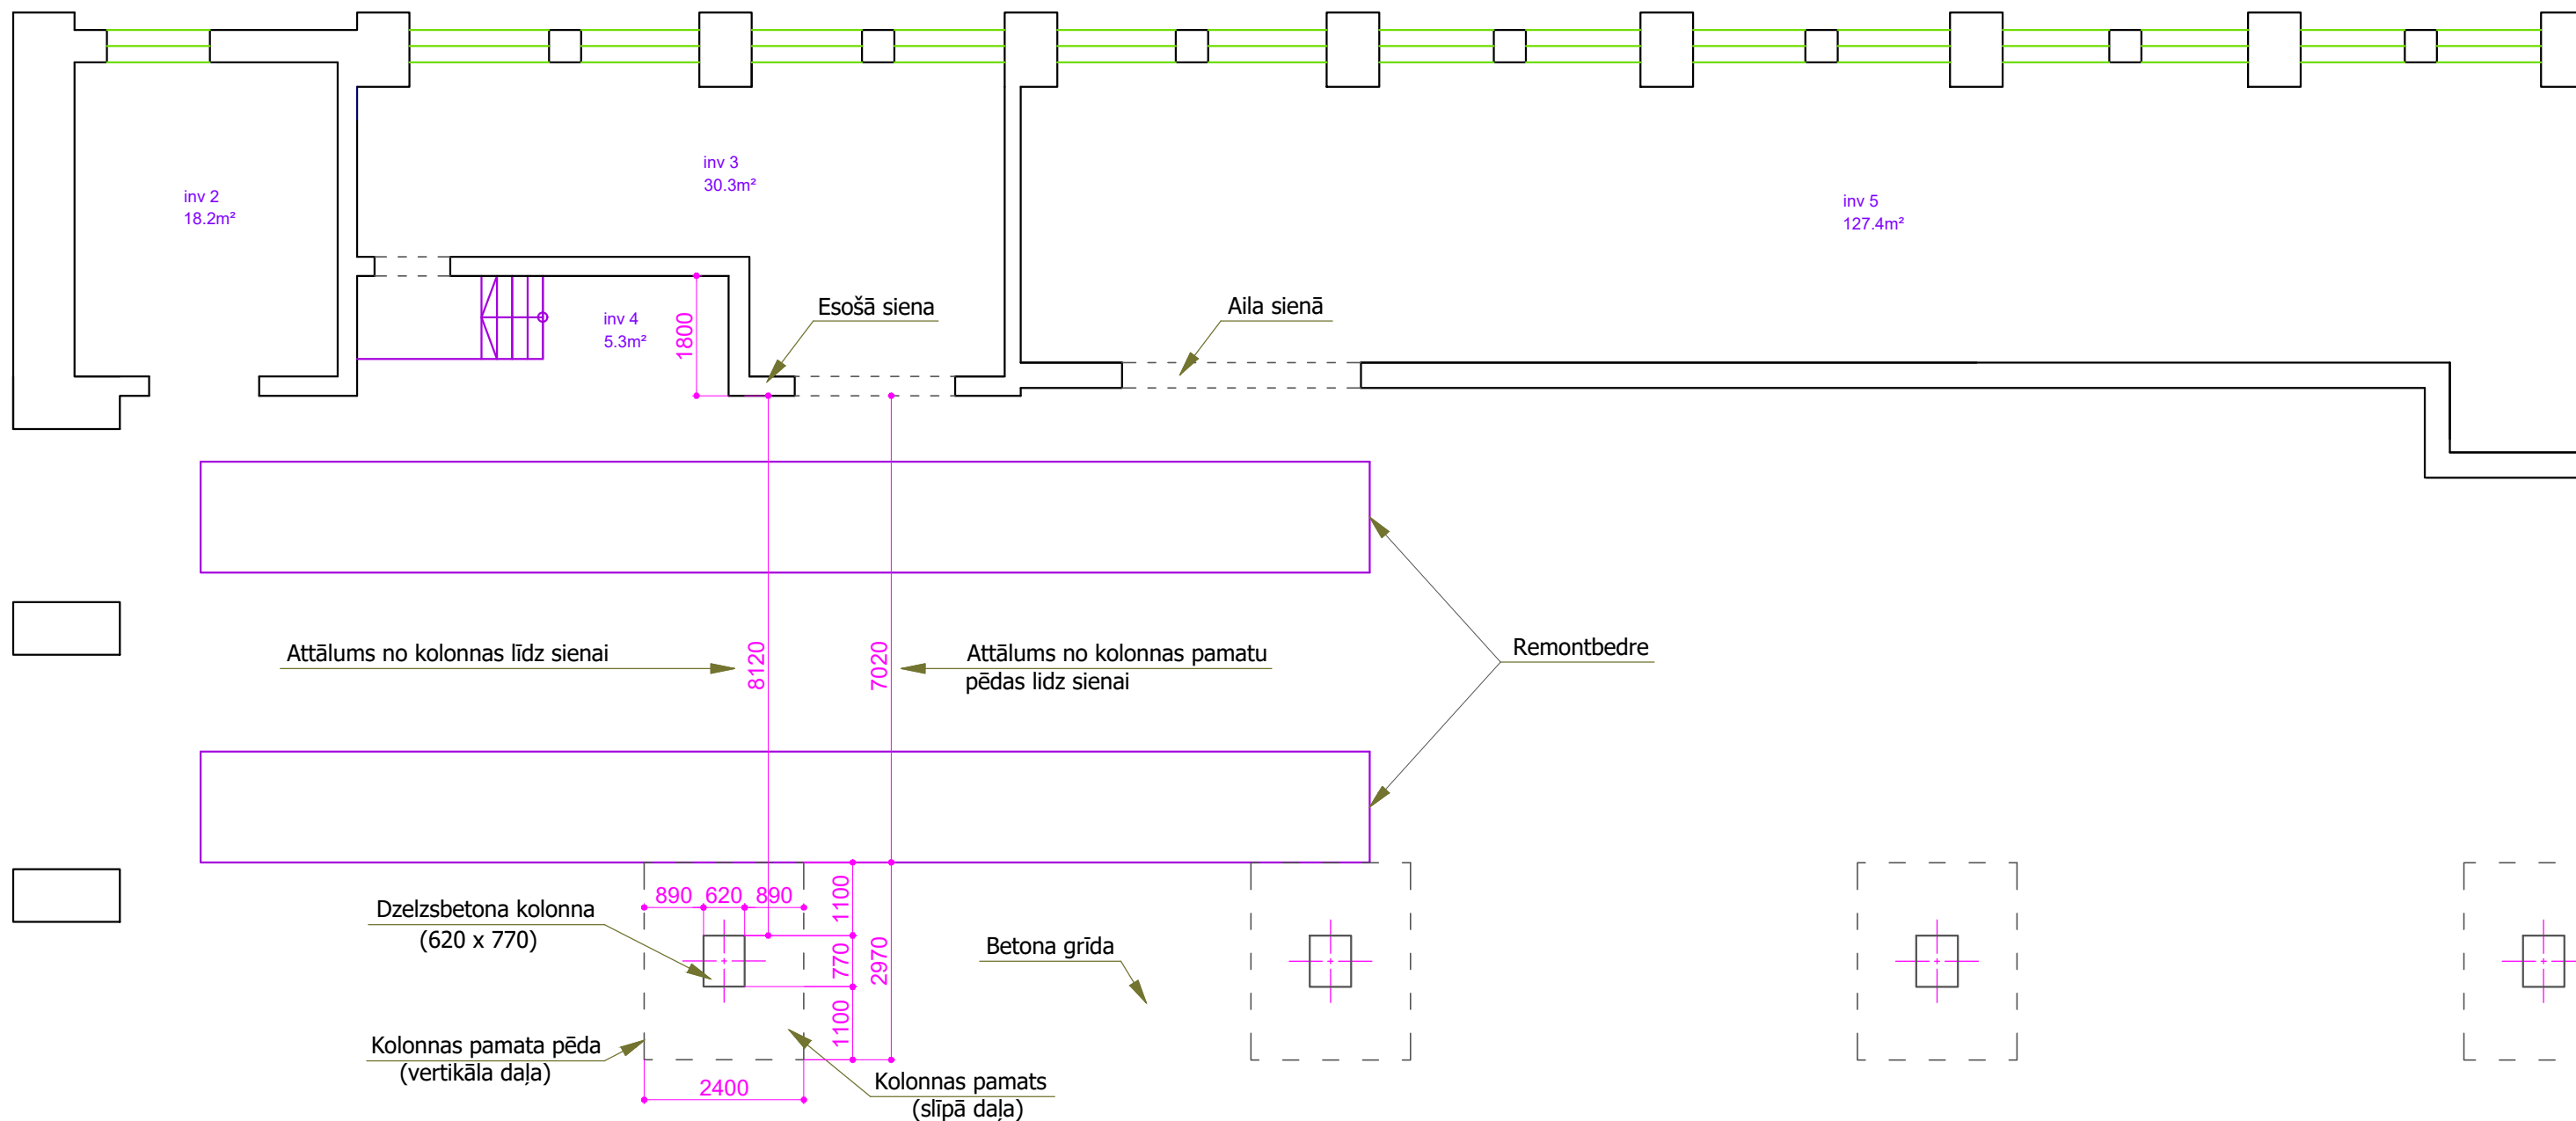 inv 3
30.3m²
inv 2
18.2m²
inv 5
127.4m²
Esošā siena
Aila sienā
inv 4
5.3m²
1800
Attālums no kolonnas līdz sienai
8120
7020
Attālums no kolonnas pamatu
pēdas lidz sienai
Remontbedre
890
620
890
1100
Dzelzsbetona kolonna
(620 x 770)
770
2970
Betona grīda
1100
Kolonnas pamata pēda
(vertikāla daļa)
2400
Kolonnas pamats
(slīpā daļa)